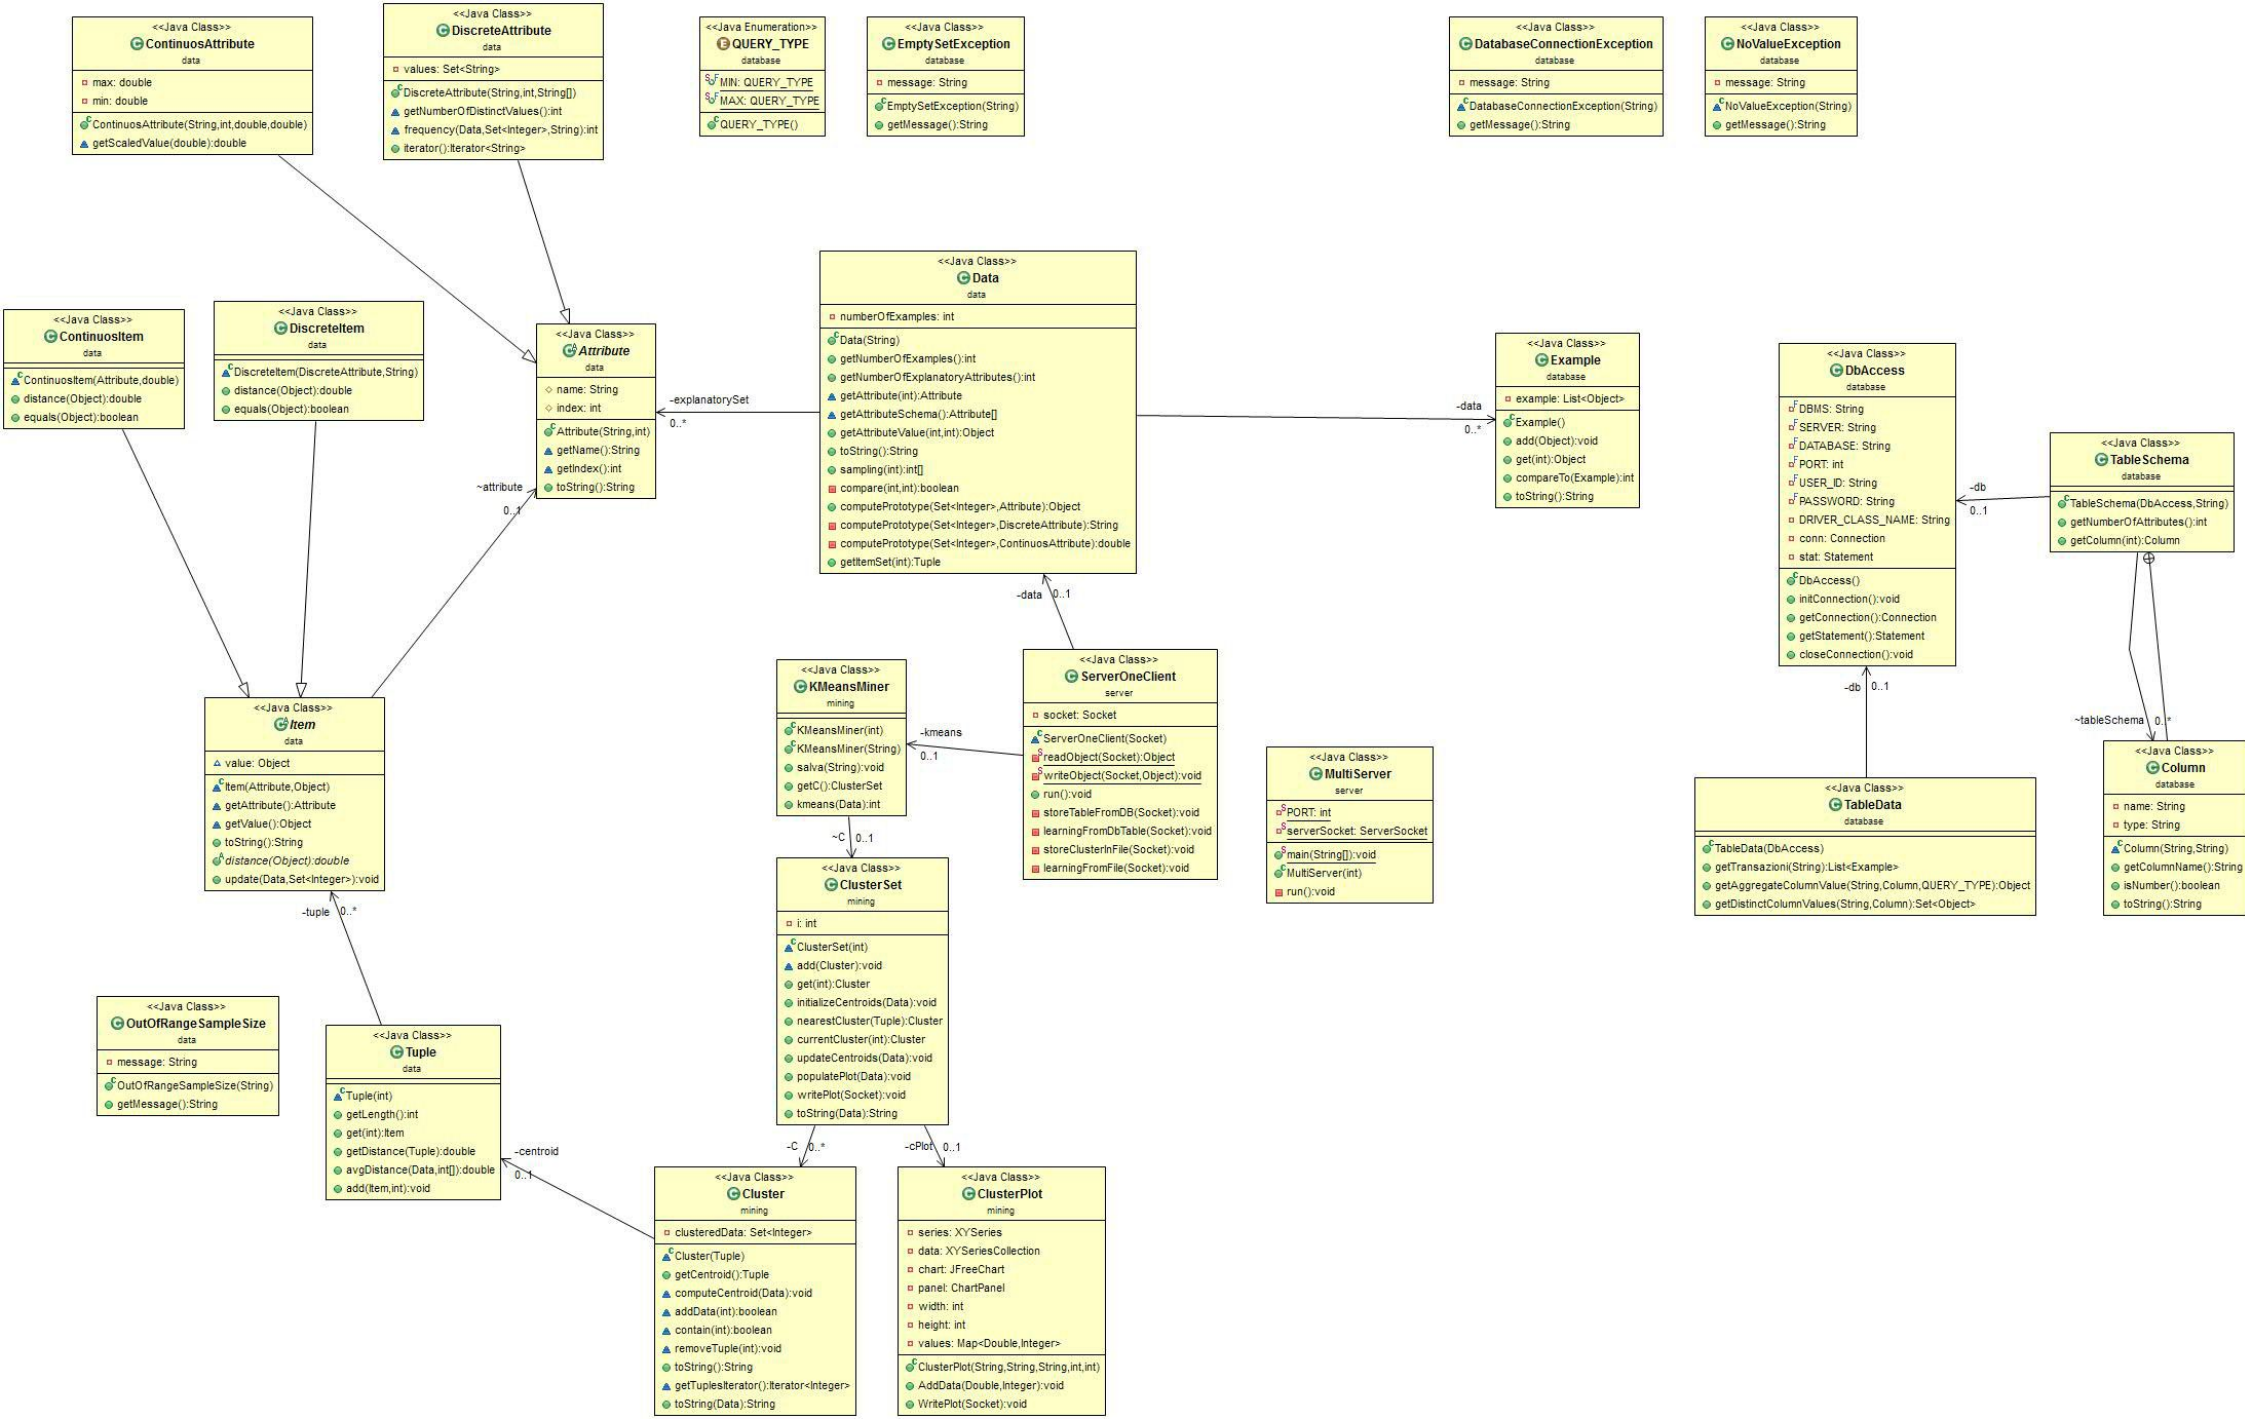 <<Java Class>>
ContinuosAttribute
data
max: double
min: double
ContinuosAttribute(String,int,double,double)
getScaledValue(double):double
<<Java Class>>
DiscreteAttribute
data
values: Set<String>
DiscreteAttribute(String,int,String[])
getNumberOfDistinctValues():int
frequency(Data,Set<Integer>,String):int
iterator():Iterator<String>
<<Java Enumeration>>
QUERY_TYPE
database
MIN: QUERY_TYPE
MAX: QUERY_TYPE
QUERY_TYPE()
<<Java Class>>
EmptySetException
database
message: String
EmptySetException(String)
getMessage():String
<<Java Class>>
DatabaseConnectionException
database
message: String
DatabaseConnectionException(String)
getMessage():String
<<Java Class>>
NoValueException
database
message: String
NoValueException(String)
getMessage():String
<<Java Class>>
ContinuosItem
data
ContinuosItem(Attribute,double)
distance(Object):double
equals(Object):boolean
<<Java Class>>
DiscreteItem
data
DiscreteItem(DiscreteAttribute,String)
distance(Object):double
equals(Object):boolean
<<Java Class>>
Attribute
data
name: String
index: int
Attribute(String,int)
getName():String
getIndex():int
toString():String
-explanatorySet
0..*
~attribute
0..1
<<Java Class>>
Data
data
numberOfExamples: int
Data(String)
getNumberOfExamples():int
getNumberOfExplanatoryAttributes():int
getAttribute(int):Attribute
getAttributeSchema():Attribute[]
getAttributeValue(int,int):Object
toString():String
sampling(int):int[]
compare(int,int):boolean
computePrototype(Set<Integer>,Attribute):Object
computePrototype(Set<Integer>,DiscreteAttribute):String
computePrototype(Set<Integer>,ContinuosAttribute):double
getItemSet(int):Tuple
-data
0..*
<<Java Class>>
Example
database
example: List<Object>
Example()
add(Object):void
get(int):Object
compareTo(Example):int
toString():String
<<Java Class>>
DbAccess
database
DBMS: String
SERVER: String
DATABASE: String
PORT: int
USER_ID: String
PASSWORD: String
DRIVER_CLASS_NAME: String
conn: Connection
stat: Statement
DbAccess()
initConnection():void
getConnection():Connection
getStatement():Statement
closeConnection():void
-db
0..1
<<Java Class>>
TableSchema
database
TableSchema(DbAccess,String)
getNumberOfAttributes():int
getColumn(int):Column
-data 0..1
<<Java Class>>
Item
data
value: Object
Item(Attribute,Object)
getAttribute():Attribute
getValue():Object
toString():String
distance(Object):double
update(Data,Set<Integer>):void
<<Java Class>>
KMeansMiner
mining
KMeansMiner(int)
KMeansMiner(String)
salva(String):void
getC():ClusterSet
kmeans(Data):int
-kmeans
0..1
<<Java Class>>
ServerOneClient
server
socket: Socket
ServerOneClient(Socket)
readObject(Socket):Object
writeObject(Socket,Object):void
run():void
storeTableFromDB(Socket):void
learningFromDbTable(Socket):void
storeClusterInFile(Socket):void
learningFromFile(Socket):void
<<Java Class>>
MultiServer
server
PORT: int
serverSocket: ServerSocket
main(String[]):void
MultiServer(int)
run():void
-db 0..1
<<Java Class>>
TableData
database
TableData(DbAccess)
getTransazioni(String):List<Example>
getAggregateColumnValue(String,Column,QUERY_TYPE):Object
getDistinctColumnValues(String,Column):Set<Object>
~tableSchema 0..*
<<Java Class>>
Column
database
name: String
type: String
Column(String,String)
getColumnName():String
isNumber():boolean
toString():String
~C 0..1
<<Java Class>>
ClusterSet
mining
i: int
ClusterSet(int)
add(Cluster):void
get(int):Cluster
initializeCentroids(Data):void
nearestCluster(Tuple):Cluster
currentCluster(int):Cluster
updateCentroids(Data):void
populatePlot(Data):void
writePlot(Socket):void
toString(Data):String
-tuple 0..*
<<Java Class>>
OutOfRangeSampleSize
data
message: String
OutOfRangeSampleSize(String)
getMessage():String
<<Java Class>>
Tuple
data
Tuple(int)
getLength():int
get(int):Item
getDistance(Tuple):double
avgDistance(Data,int[]):double
add(Item,int):void
-centroid
0..1
-C 0..*
-cPlot 0..1
<<Java Class>>
Cluster
mining
clusteredData: Set<Integer>
Cluster(Tuple)
getCentroid():Tuple
computeCentroid(Data):void
addData(int):boolean
contain(int):boolean
removeTuple(int):void
toString():String
getTuplesIterator():Iterator<Integer>
toString(Data):String
<<Java Class>>
ClusterPlot
mining
series: XYSeries
data: XYSeriesCollection
chart: JFreeChart
panel: ChartPanel
width: int
height: int
values: Map<Double,Integer>
ClusterPlot(String,String,String,int,int)
AddData(Double,Integer):void
WritePlot(Socket):void